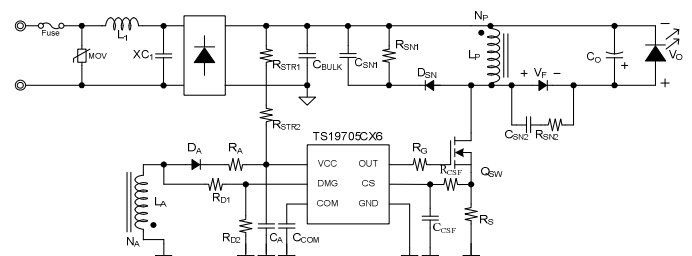 Fuse
MOV
L1
XC1
RSTR1
CBULK
CSN1
RSN1
DSN
NP
LP
+ VF −
CO
+
−
VO
+
CSN2
RSN2
RSTR2
TS19705CX6
VCC
OUT
DMG
CS
COM
GND
DA
RA
RG
QSW
RCSF
LA
NA
RD1
RD2
CA
CCOM
CCSF
RS